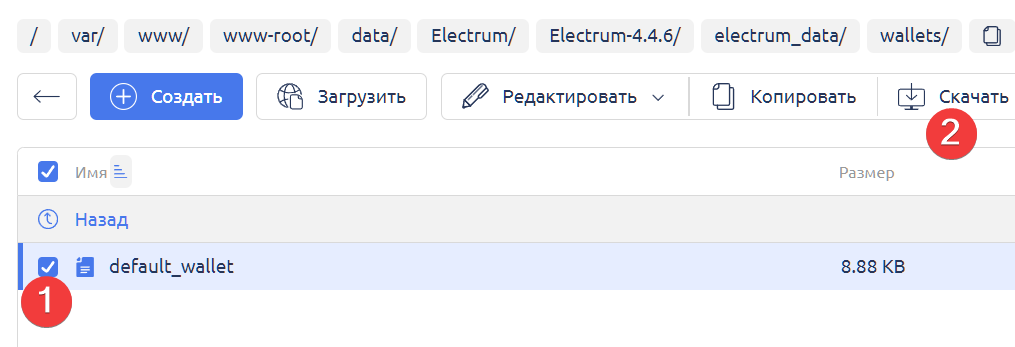 / var/ www/ www-root/ data/ Electrum/ Electrum-4.4.6/ electrum_data/ wallets/
Создать Загрузить Редактировать Копировать Скачать
2
Имя Размер
Назад
default_wallet 8.88 KB
1